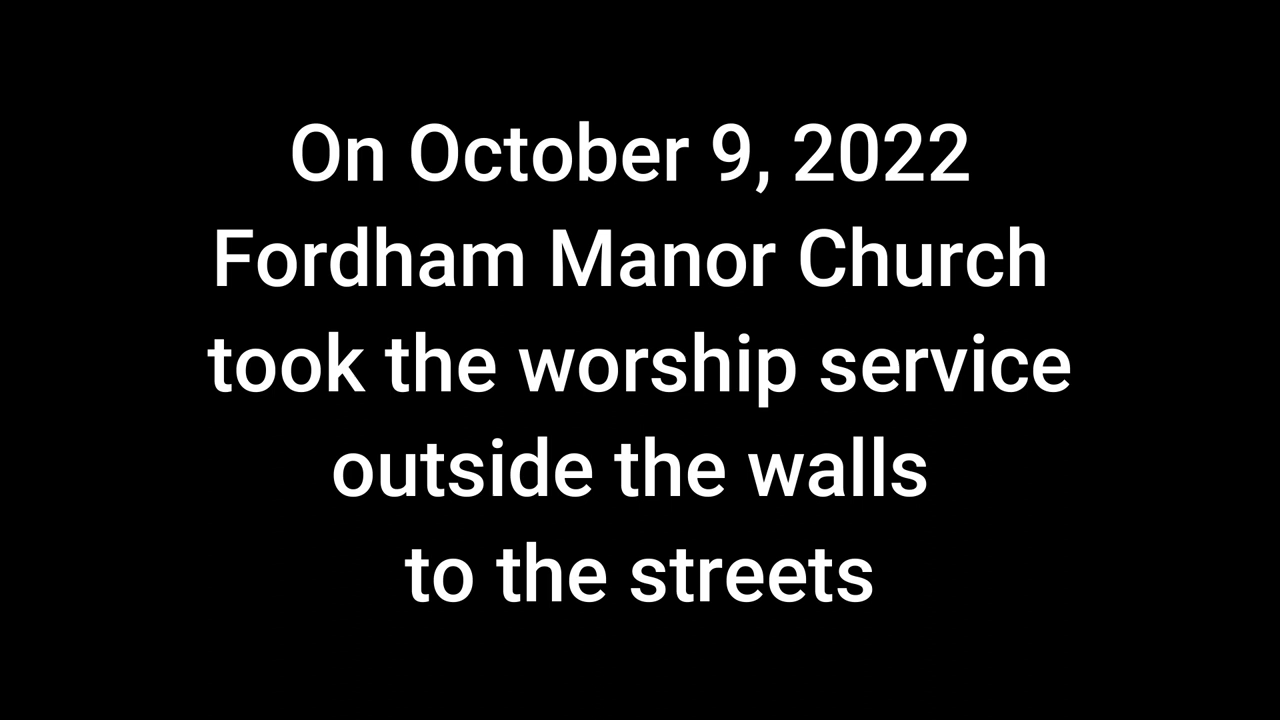 On October 9, 2022
Fordham Manor Church
took the worship service
outside the walls
to the streets